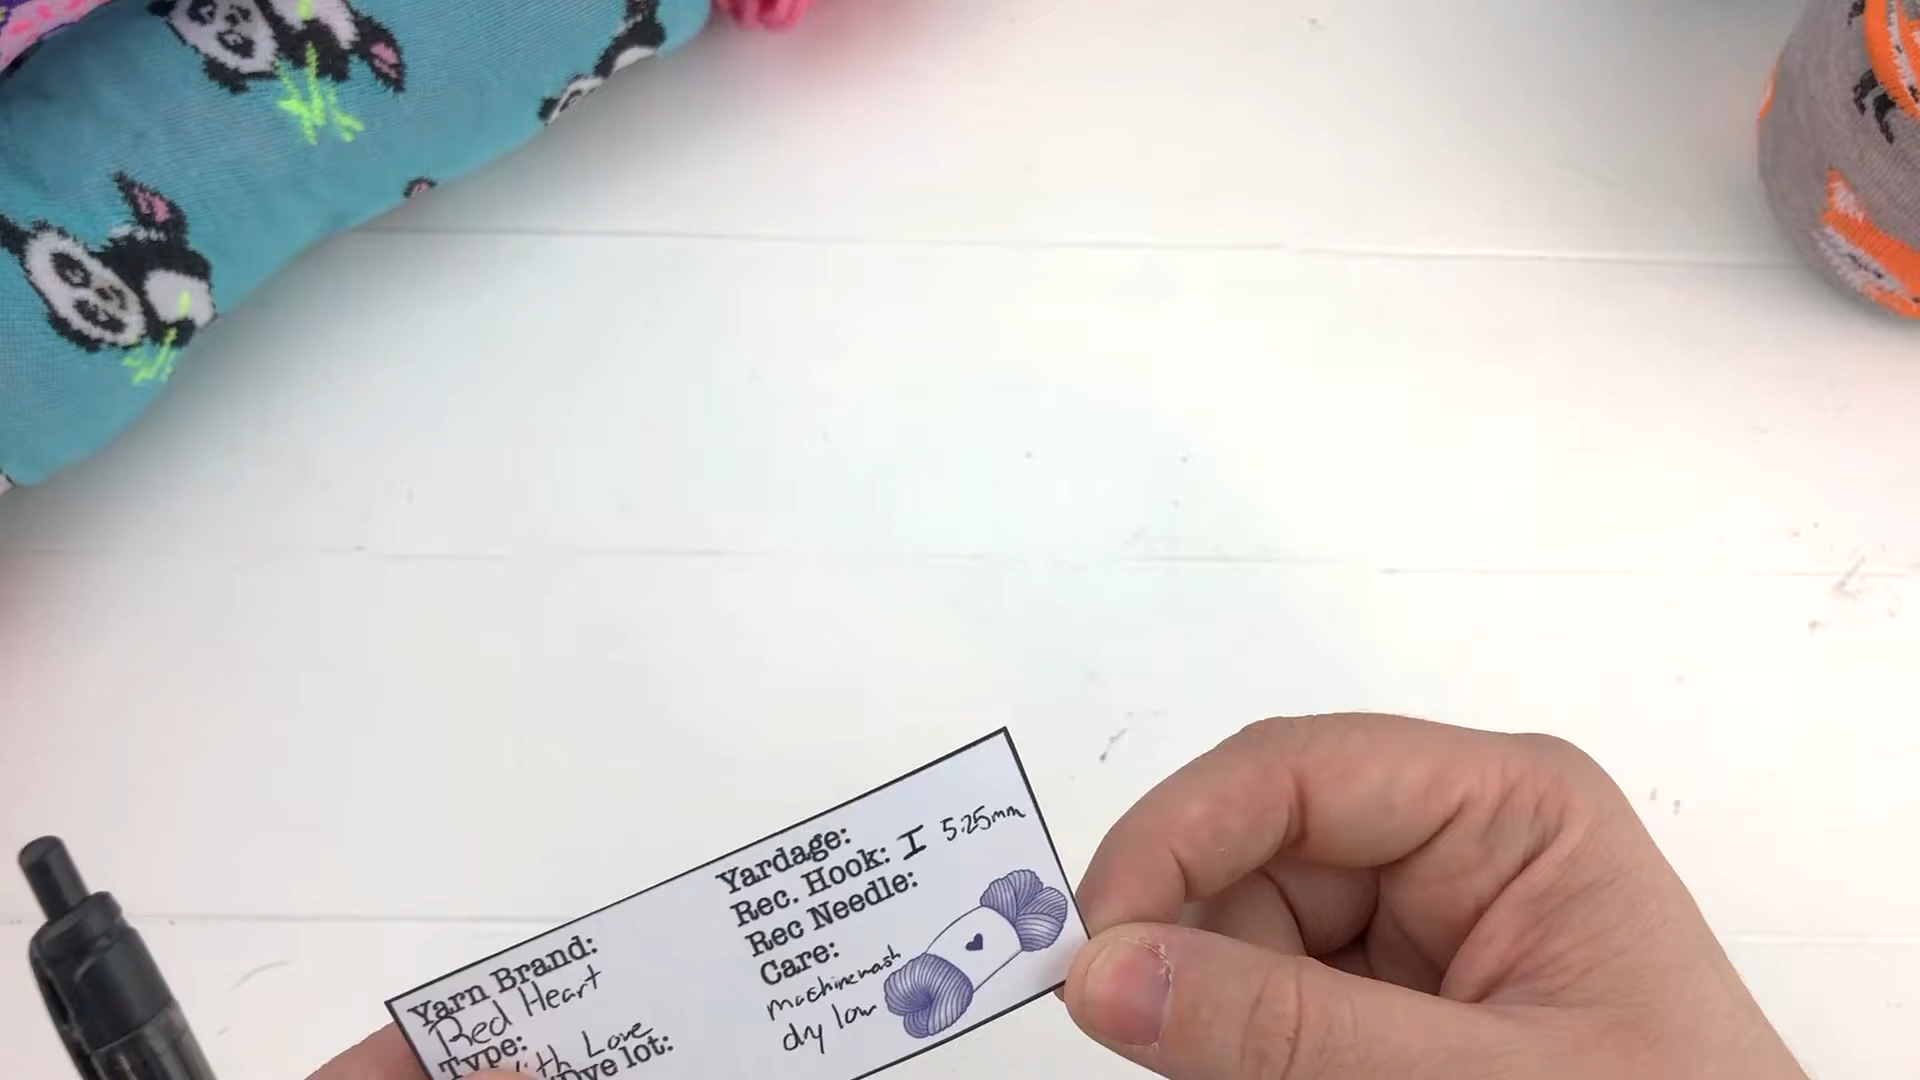 Yarn Brand:
Red Heart
Type:
With Love
Dye lot:
Yardage:
Rec. Hook: I 5.25mm
Rec Needle:
Care:
machine wash
dry low